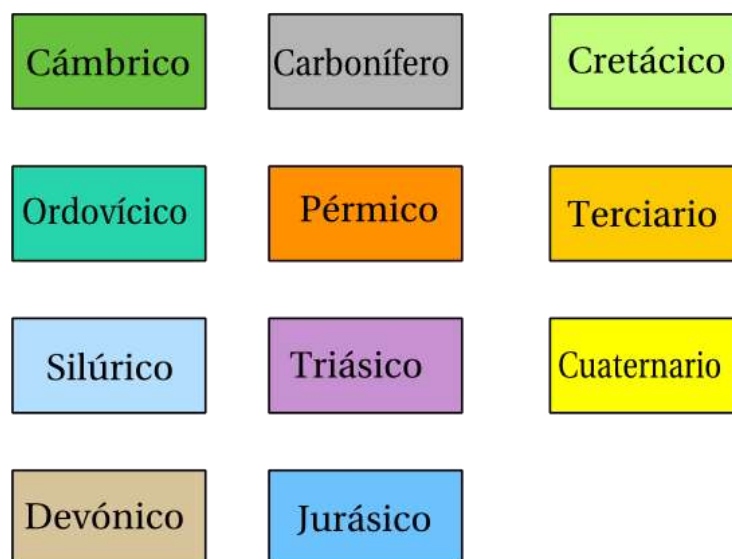 Cámbrico
Ordovícico
Silúrico
Devónico
Carbonífero
Pérmico
Triásico
Jurásico
Cretácico
Terciario
Cuaternario